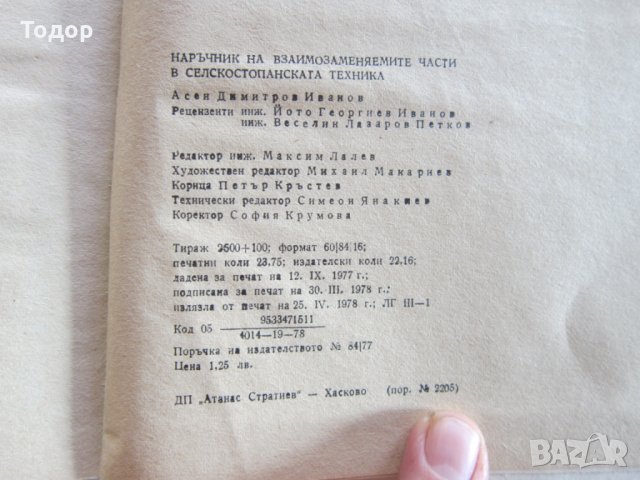 Тодор
НАРЪЧНИК НА ВЗАИМОЗАМЕНЯЕМИТЕ ЧАСТИ
В СЕЛСКОСТОПАНСКАТА ТЕХНИКА
Асен Димитров Иванов
Рецензенти инж. Йото Георгиев Иванов
инж. Веселин Лазаров Петков
Редактор инж. Максим Лалев
Художествен редактор Михаил Макариев
Корица Петър Кръстев
Технически редактор Симеон Янакиев
Коректор София Крумова
Тираж 2500+100; формат 60|84|16;
печатни коли 23,75; издателски коли 22,16;
дадена за печат на 12. IX. 1977 г.;
подписана за печат на 30. III. 1978 г.;
излязла от печат на 25. IV. 1978 г.; ЛГ III—1
Код 05 9533471511
4014—19—78
Поръчка на издателството № 84|77
Цена 1,25 лв.
ДП „Атанас Стратиев" — Хасково (пор. № 2205)
BAZAR